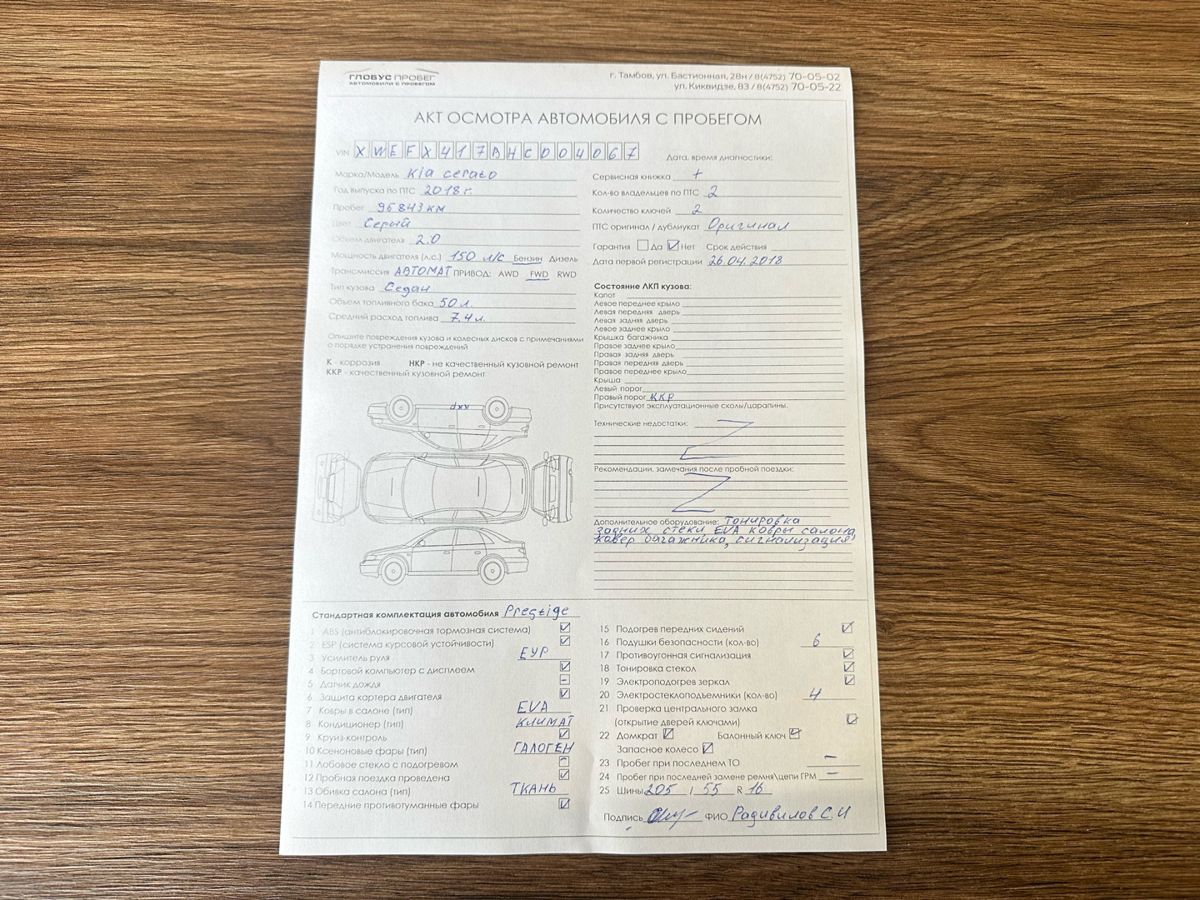 ГЛОБУС ПРОБЕГ
АВТОМОБИЛИ С ПРОБЕГОМ
г. Тамбов, ул. Бастионная, 28н / 8(4752) 70-05-02
ул. Киквидзе, 83 / 8(4752) 70-05-22
АКТ ОСМОТРА АВТОМОБИЛЯ С ПРОБЕГОМ
VIN XWEFX417BHC004067
Дата, время диагностики:
Марка/Модель Kia cerato
Год выпуска по ПТС 2018 г.
Пробег 95843 км
Цвет Серый
Объем двигателя 2.0
Мощность двигателя (л.с.) 150 л/с Бензин Дизель
Трансмиссия АВТОМАТ ПРИВОД: AWD FWD RWD
Тип кузова Седан
Объем топливного бака 50 л.
Средний расход топлива 7,4 л.
Сервисная книжка +
Кол-во владельцев по ПТС 2
Количество ключей 2
ПТС оригинал / дубликат Оригинал
Гарантия Да Нет Срок действия
Дата первой регистрации 26.04.2018
Опишите повреждения кузова и колесных дисков с примечаниями
о порядке устранения повреждений
К - коррозия НКР - не качественный кузовной ремонт
ККР - качественный кузовной ремонт
ккр
Состояние ЛКП кузова:
Капот
Левое переднее крыло
Левая передняя дверь
Левая задняя дверь
Левое заднее крыло
Крышка багажника
Правое заднее крыло
Правая задняя дверь
Правая передняя дверь
Правое переднее крыло
Крыша
Левый порог
Правый порог ККР
Присутствуют эксплуатационные сколы/царапины.
Технические недостатки:
Рекомендации, замечания после пробной поездки:
Дополнительное оборудование: Тонировка
задних стекл, EVA ковры салона
ковер багажника, сигнализация
Стандартная комплектация автомобиля Prestige
1 ABS (антиблокировочная тормозная система)
2 ESP (система курсовой устойчивости)
3 Усилитель руля ЕУР
4 Бортовой компьютер с дисплеем
5 Датчик дождя
6 Защита картера двигателя
7 Ковры в салоне (тип) EVA
8 Кондиционер (тип) КЛИМАТ
9 Круиз-контроль
10 Ксеноновые фары (тип) ГАЛОГЕН
11 Лобовое стекло с подогревом
12 Пробная поездка проведена
13 Обивка салона (тип) ТКАНЬ
14 Передние противотуманные фары
15 Подогрев передних сидений
16 Подушки безопасности (кол-во) 6
17 Противоугонная сигнализация
18 Тонировка стекол
19 Электроподогрев зеркал
20 Электростеклоподъемники (кол-во) 4
21 Проверка центрального замка
(открытие дверей ключами)
22 Домкрат Балонный ключ
Запасное колесо
23 Пробег при последнем ТО –
24 Пробег при последней замене ремня\цепи ГРМ –
25 Шины 205 / 55 R 16
Подпись ФИО Радивилов С.И